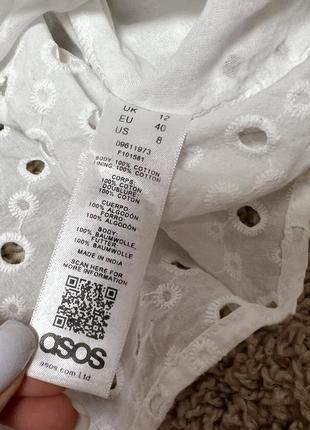 UK 12
EU 40
US 8
09611973
F101581
BODY: 100% COTTON
LINING: 100% COTTON
CORPS:
100% COTON
DOUBLURE:
100% COTON
CUERPO:
100% ALGODÓN
FORRO:
100% ALGODÓN
BODY:
100% BAUMWOLLE,
FUTTER:
100% BAUMWOLLE
MADE IN INDIA
SCAN HERE FOR
MORE INFORMATION
asos
asos.com Ltd